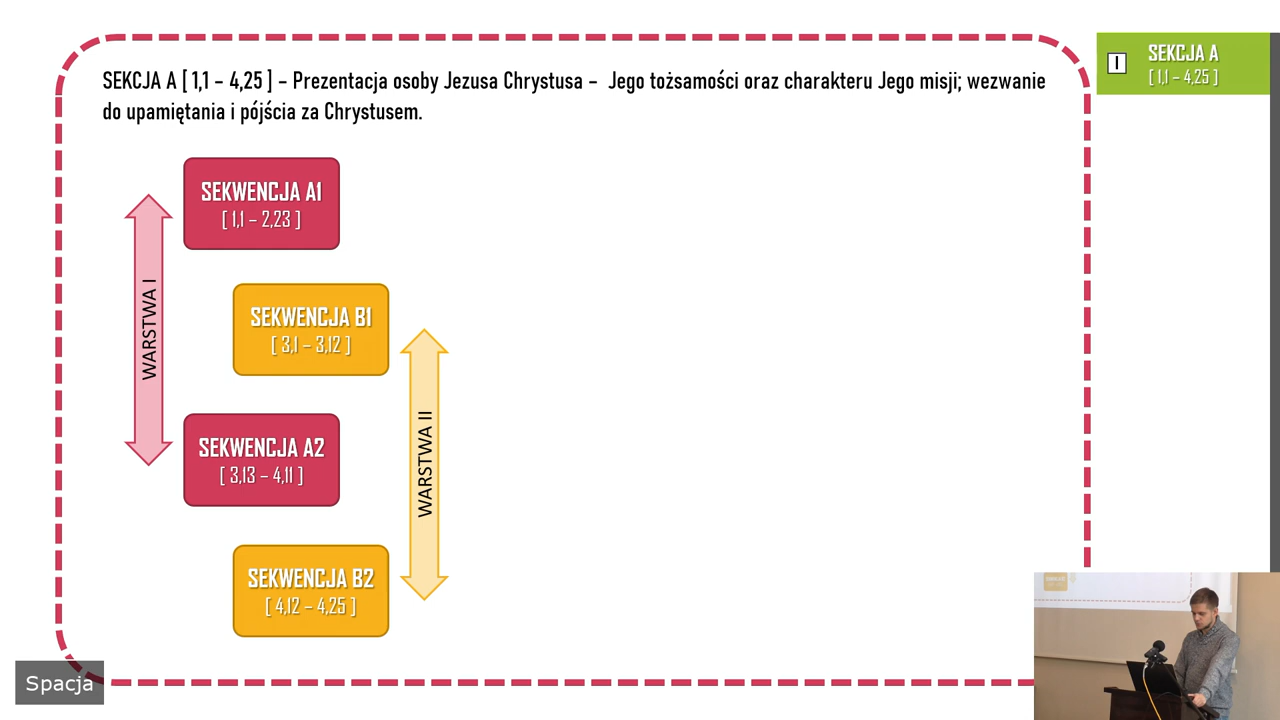 SEKCJA A [ 1,1 – 4,25 ] – Prezentacja osoby Jezusa Chrystusa – Jego tożsamości oraz charakteru Jego misji; wezwanie
do upamiętania i pójścia za Chrystusem.
I
SEKCJA A
[ 1,1 – 4,25 ]
SEKWENCJA A1
[ 1,1 – 2,23 ]
WARSTWA I
SEKWENCJA B1
[ 3,1 – 3,12 ]
SEKWENCJA A2
[ 3,13 – 4,11 ]
WARSTWA II
SEKWENCJA B2
[ 4,12 – 4,25 ]
Spacja